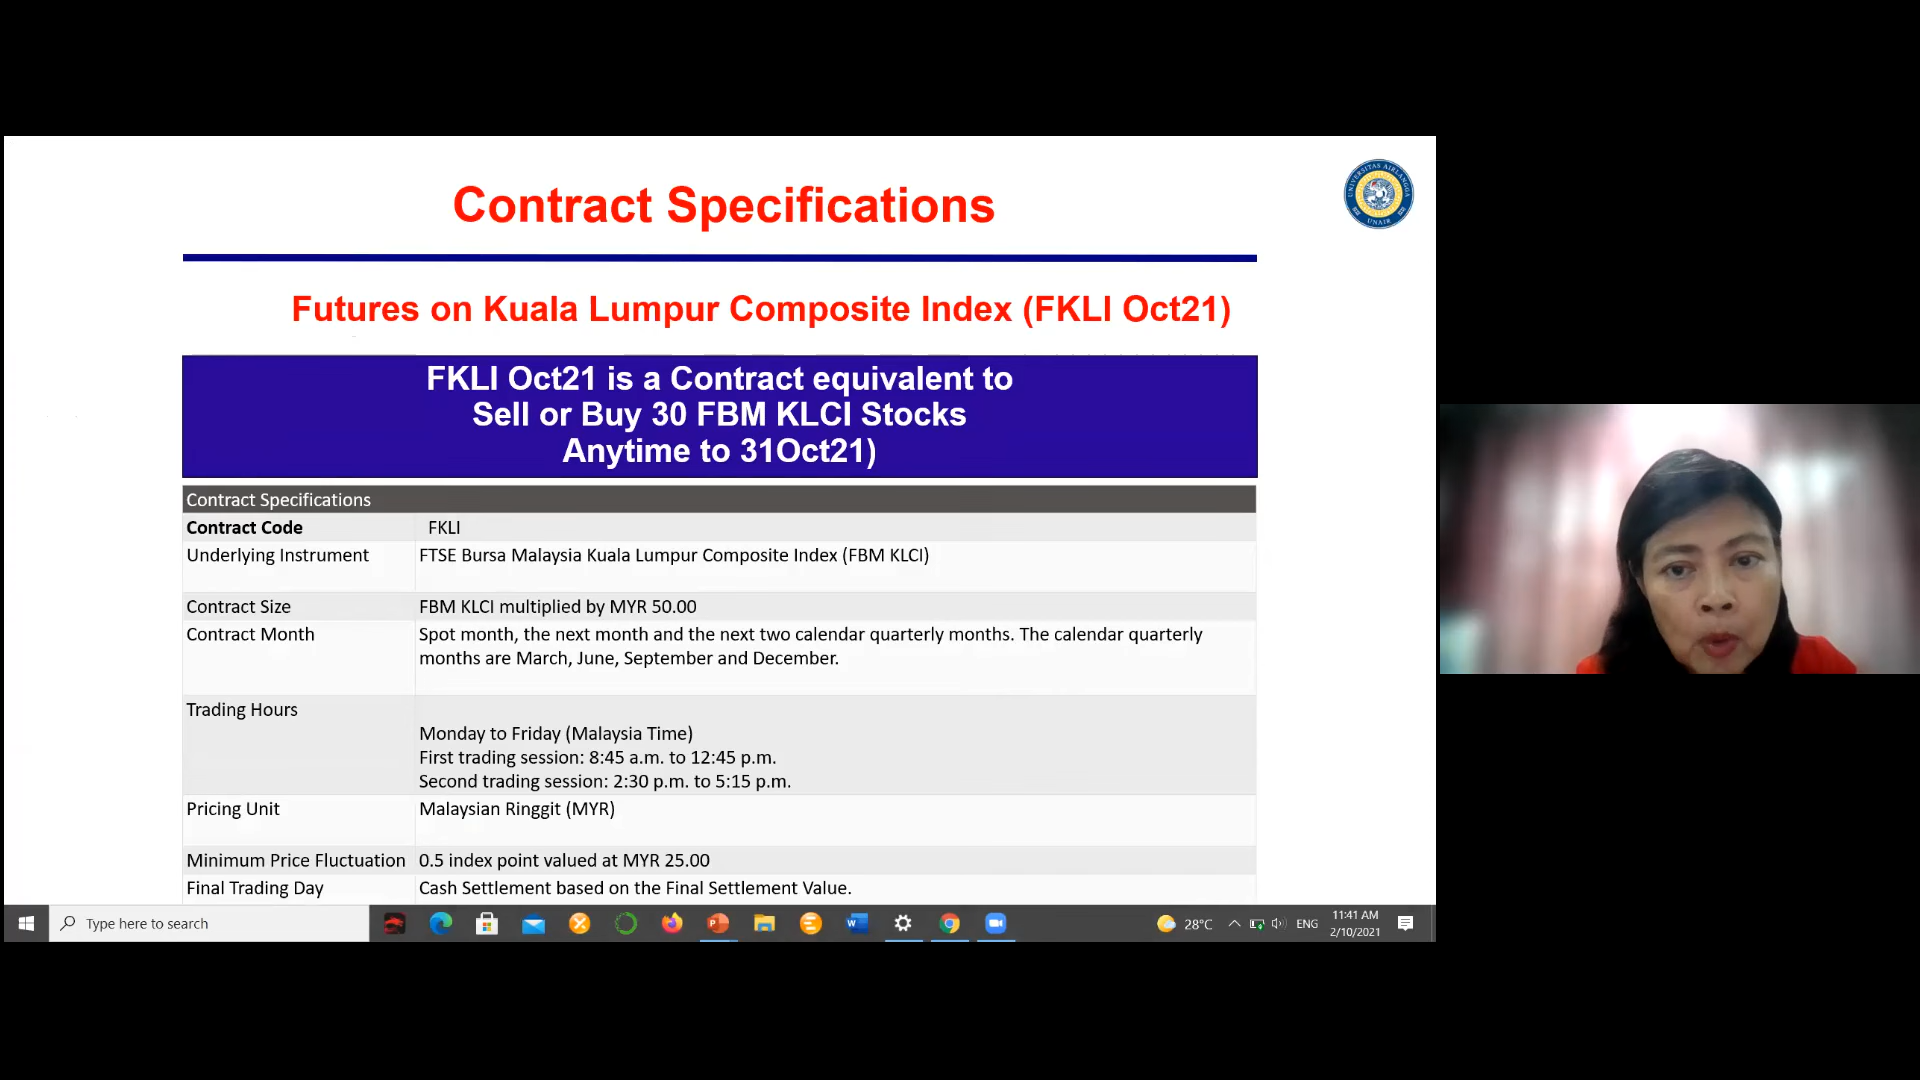 Contract Specifications
UNIVERSITAS AIRLANGGA
UNAIR
Futures on Kuala Lumpur Composite Index (FKLI Oct21)
FKLI Oct21 is a Contract equivalent to
Sell or Buy 30 FBM KLCI Stocks
Anytime to 31Oct21)
Contract Specifications
Contract Code FKLI
Underlying Instrument FTSE Bursa Malaysia Kuala Lumpur Composite Index (FBM KLCI)
Contract Size FBM KLCI multiplied by MYR 50.00
Contract Month Spot month, the next month and the next two calendar quarterly months. The calendar quarterly
months are March, June, September and December.
Trading Hours
Monday to Friday (Malaysia Time)
First trading session: 8:45 a.m. to 12:45 p.m.
Second trading session: 2:30 p.m. to 5:15 p.m.
Pricing Unit Malaysian Ringgit (MYR)
Minimum Price Fluctuation 0.5 index point valued at MYR 25.00
Final Trading Day Cash Settlement based on the Final Settlement Value.
Type here to search
28°C
ENG
11:41 AM
2/10/2021